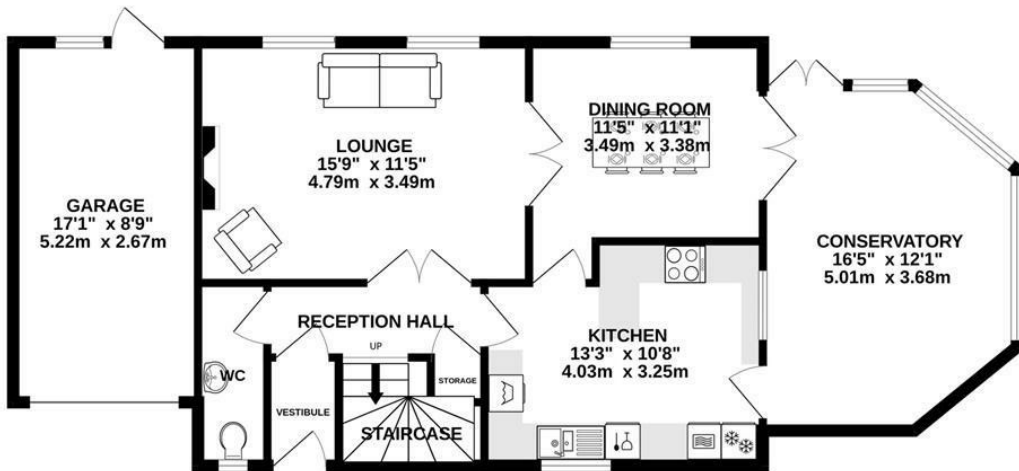 GARAGE
17'1" x 8'9"
5.22m x 2.67m
LOUNGE
15'9" x 11'5"
4.79m x 3.49m
DINING ROOM
11'5" x 11'1"
3.49m x 3.38m
CONSERVATORY
16'5" x 12'1"
5.01m x 3.68m
RECEPTION HALL
UP
KITCHEN
13'3" x 10'8"
4.03m x 3.25m
WC
STORAGE
VESTIBULE
STAIRCASE